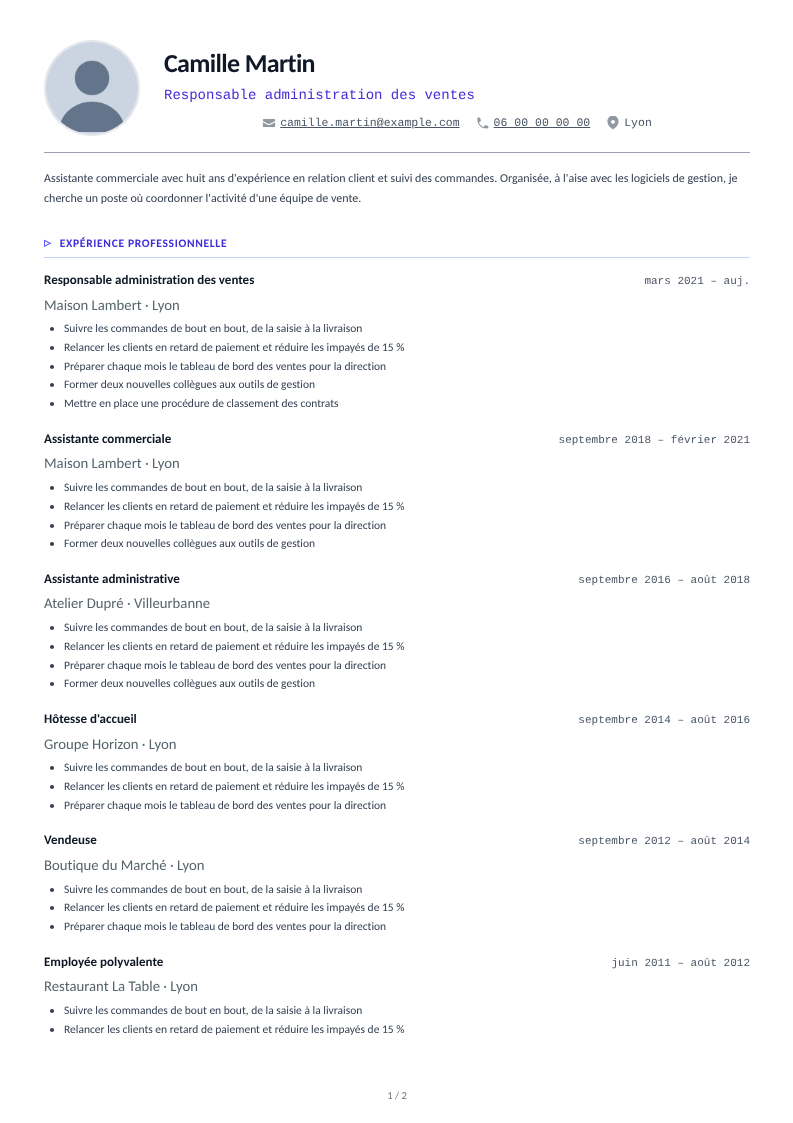 Camille Martin
Responsable administration des ventes
camille.martin@example.com 06 00 00 00 00 Lyon
Assistante commerciale avec huit ans d'expérience en relation client et suivi des commandes. Organisée, à l'aise avec les logiciels de gestion, je
cherche un poste où coordonner l'activité d'une équipe de vente.
EXPÉRIENCE PROFESSIONNELLE
Responsable administration des ventes mars 2021 – auj.
Maison Lambert · Lyon
• Suivre les commandes de bout en bout, de la saisie à la livraison
• Relancer les clients en retard de paiement et réduire les impayés de 15 %
• Préparer chaque mois le tableau de bord des ventes pour la direction
• Former deux nouvelles collègues aux outils de gestion
• Mettre en place une procédure de classement des contrats
Assistante commerciale septembre 2018 – février 2021
Maison Lambert · Lyon
• Suivre les commandes de bout en bout, de la saisie à la livraison
• Relancer les clients en retard de paiement et réduire les impayés de 15 %
• Préparer chaque mois le tableau de bord des ventes pour la direction
• Former deux nouvelles collègues aux outils de gestion
Assistante administrative septembre 2016 – août 2018
Atelier Dupré · Villeurbanne
• Suivre les commandes de bout en bout, de la saisie à la livraison
• Relancer les clients en retard de paiement et réduire les impayés de 15 %
• Préparer chaque mois le tableau de bord des ventes pour la direction
• Former deux nouvelles collègues aux outils de gestion
Hôtesse d'accueil septembre 2014 – août 2016
Groupe Horizon · Lyon
• Suivre les commandes de bout en bout, de la saisie à la livraison
• Relancer les clients en retard de paiement et réduire les impayés de 15 %
• Préparer chaque mois le tableau de bord des ventes pour la direction
Vendeuse septembre 2012 – août 2014
Boutique du Marché · Lyon
• Suivre les commandes de bout en bout, de la saisie à la livraison
• Relancer les clients en retard de paiement et réduire les impayés de 15 %
• Préparer chaque mois le tableau de bord des ventes pour la direction
Employée polyvalente juin 2011 – août 2012
Restaurant La Table · Lyon
• Suivre les commandes de bout en bout, de la saisie à la livraison
• Relancer les clients en retard de paiement et réduire les impayés de 15 %
1 / 2